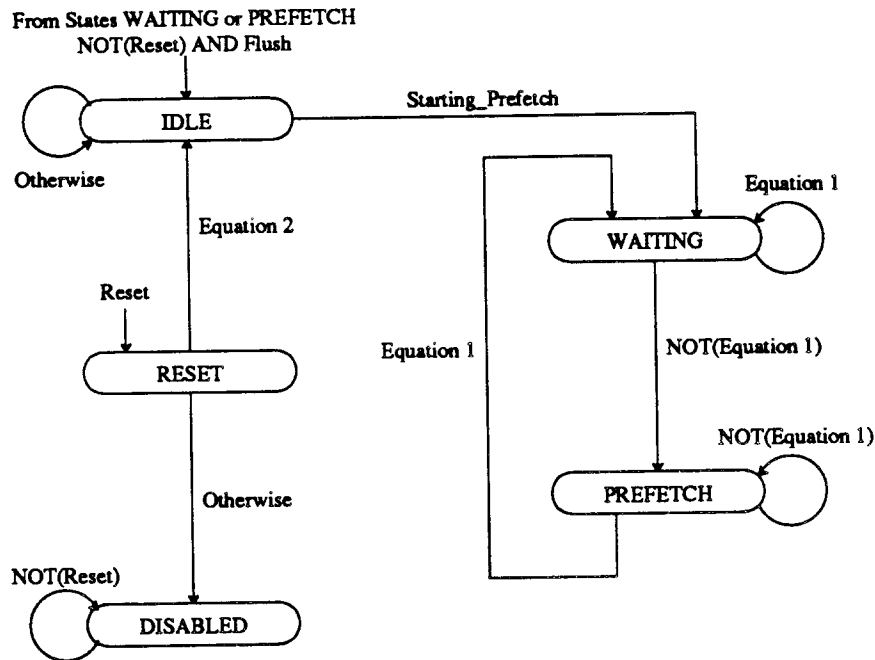 From States WAITING or PREFETCH
NOT(Reset) AND Flush
Starting_Prefetch
IDLE
Otherwise
Equation 1
Equation 2
WAITING
Reset
Equation 1
NOT(Equation 1)
RESET
NOT(Equation 1)
PREFETCH
Otherwise
NOT(Reset)
DISABLED